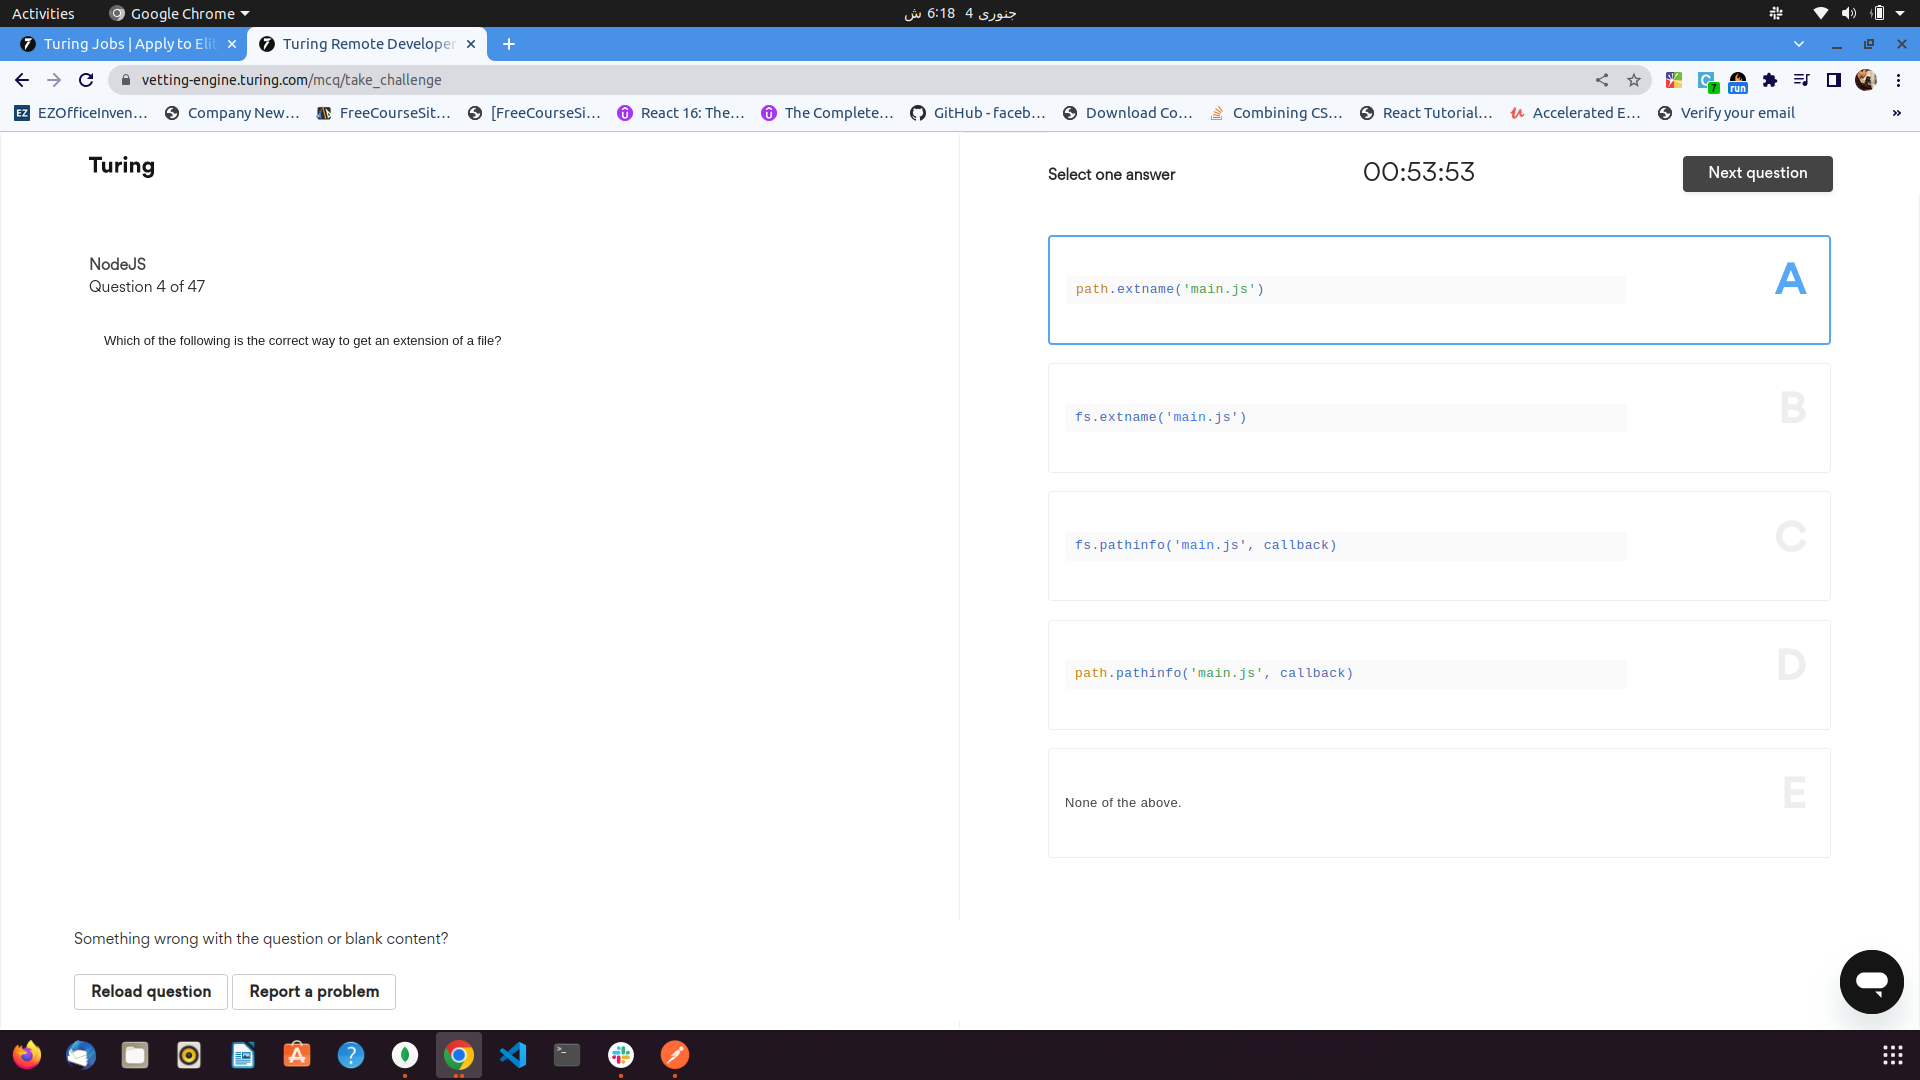 Activities
Google Chrome
جنوری 4 6:18 ش
Turing Jobs | Apply to Elit
Turing Remote Developer
vetting-engine.turing.com/mcq/take_challenge
7
run
EZ EZOfficeInven…
Company New…
FreeCourseSit…
[FreeCourseSi…
React 16: The…
The Complete…
GitHub - faceb…
Download Co…
Combining CS…
React Tutorial…
Accelerated E…
Verify your email
»
Turing
Select one answer
00:53:53
Next question
NodeJS
Question 4 of 47
Which of the following is the correct way to get an extension of a file?
path.extname('main.js')
A
fs.extname('main.js')
B
fs.pathinfo('main.js', callback)
C
path.pathinfo('main.js', callback)
D
None of the above.
E
Something wrong with the question or blank content?
Reload question
Report a problem